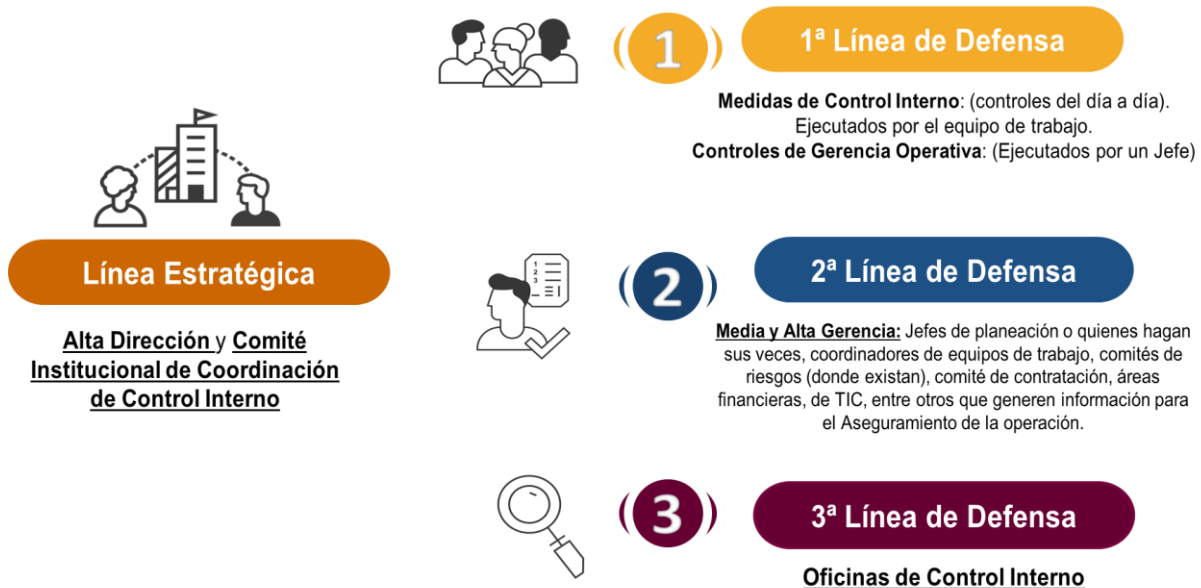 Línea Estratégica
Alta Dirección y Comité
Institucional de Coordinación
de Control Interno
1
1ª Línea de Defensa
Medidas de Control Interno: (controles del día a día).
Ejecutados por el equipo de trabajo.
Controles de Gerencia Operativa: (Ejecutados por un Jefe)
1
2
3
2
2ª Línea de Defensa
Media y Alta Gerencia: Jefes de planeación o quienes hagan
sus veces, coordinadores de equipos de trabajo, comités de
riesgos (donde existan), comité de contratación, áreas
financieras, de TIC, entre otros que generen información para
el Aseguramiento de la operación.
3
3ª Línea de Defensa
Oficinas de Control Interno